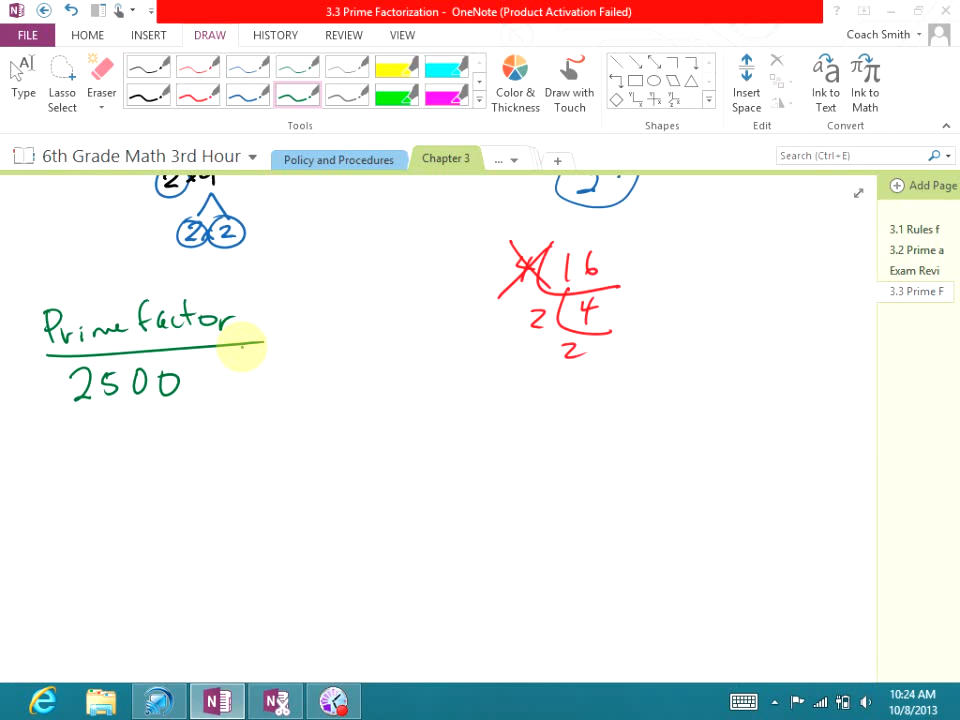 3.3 Prime Factorization - OneNote (Product Activation Failed)
FILE HOME INSERT DRAW HISTORY REVIEW VIEW
Coach Smith
Type
Lasso Select
Eraser
Color & Thickness
Draw with Touch
Insert Space
Ink to Text
Ink to Math
Tools Shapes Edit Convert
6th Grade Math 3rd Hour
Policy and Procedures
Chapter 3
...
Search (Ctrl+E)
Add Page
3.1 Rules f
3.2 Prime a
Exam Revi
3.3 Prime F
2 x 4
2 x 2
2
4 16
2 4
2
Prime factor
2500
10:24 AM
10/8/2013